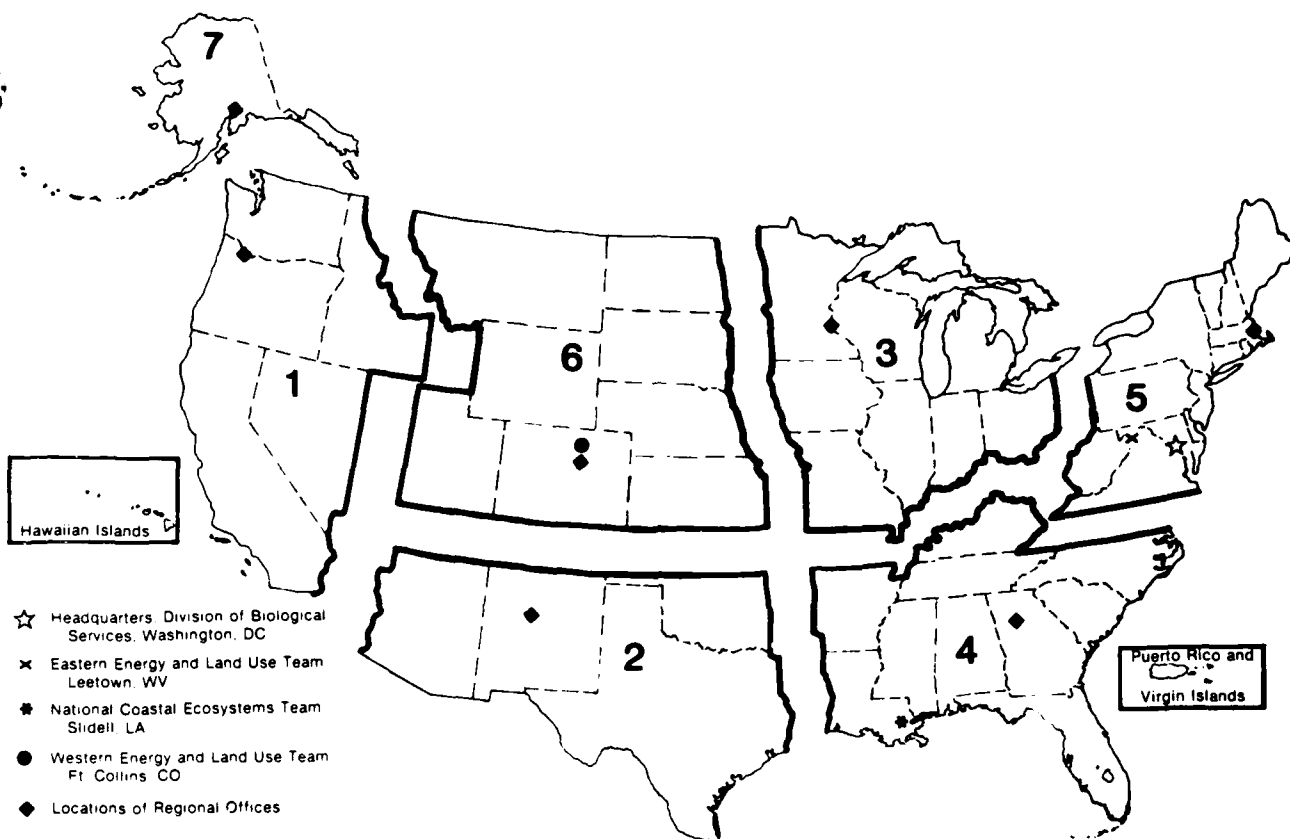 7
1
6
3
5
2
4
Hawaiian Islands
Puerto Rico and
Virgin Islands
Headquarters, Division of Biological
Services, Washington, DC
Eastern Energy and Land Use Team
Leetown, WV
National Coastal Ecosystems Team
Slidell, LA
Western Energy and Land Use Team
Ft. Collins, CO
Locations of Regional Offices